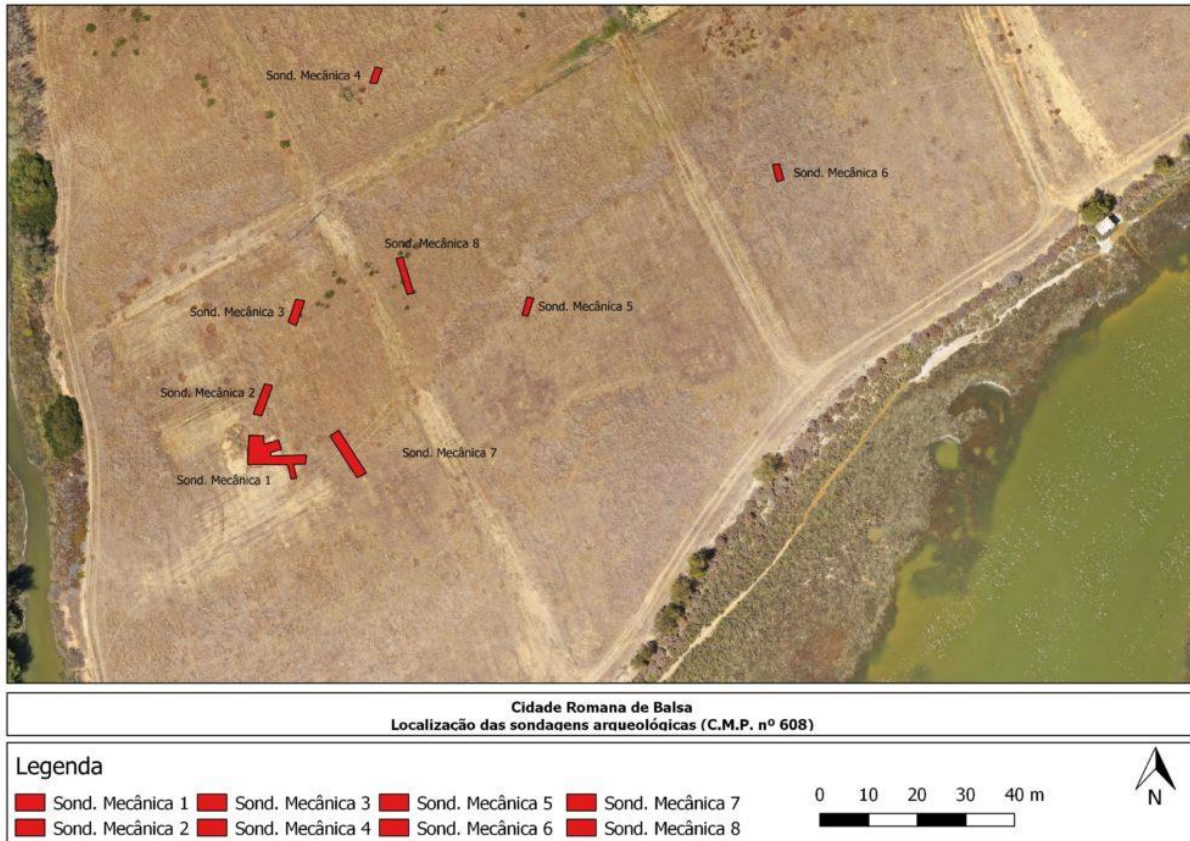 Sond. Mecânica 4
Sond. Mecânica 6
Sond. Mecânica 8
Sond. Mecânica 3
Sond. Mecânica 5
Sond. Mecânica 2
Sond. Mecânica 7
Sond. Mecânica 1
Cidade Romana de Balsa
Localização das sondagens arqueológicas (C.M.P. nº 608)
Legenda
Sond. Mecânica 1 Sond. Mecânica 3 Sond. Mecânica 5 Sond. Mecânica 7
Sond. Mecânica 2 Sond. Mecânica 4 Sond. Mecânica 6 Sond. Mecânica 8
0 10 20 30 40 m
N